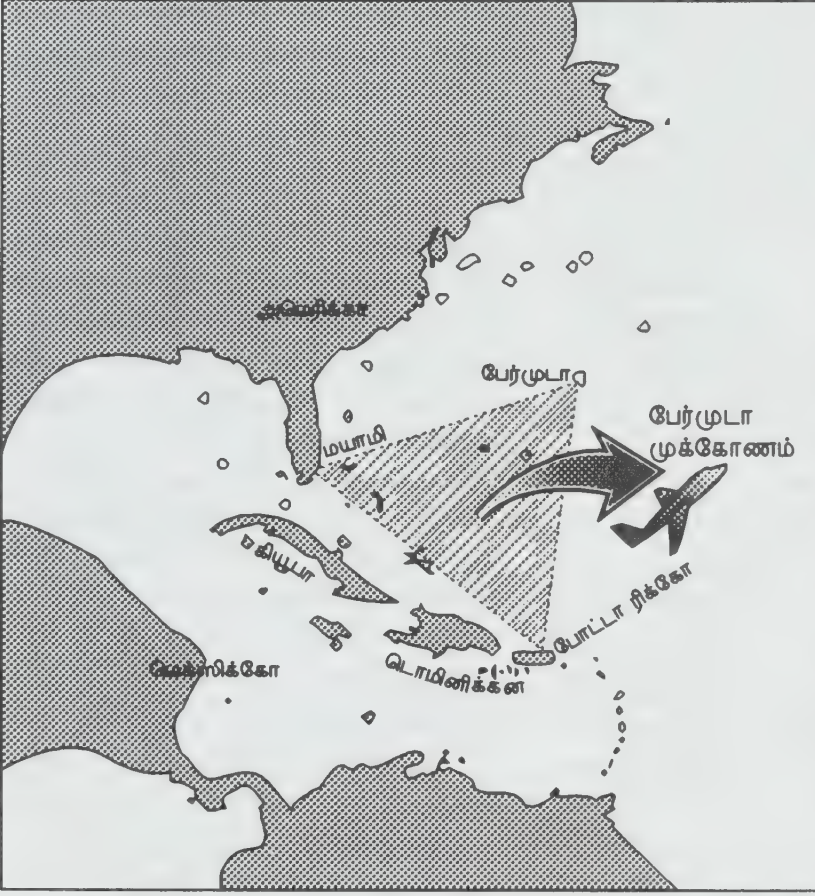 அமெரிக்கா
பேர்முடா
பேர்முடா
முக்கோணம்
மயாமி
கியூபா
போட்டா ரிக்கோ
மெக்ஸிக்கோ
டொமினிக்கன